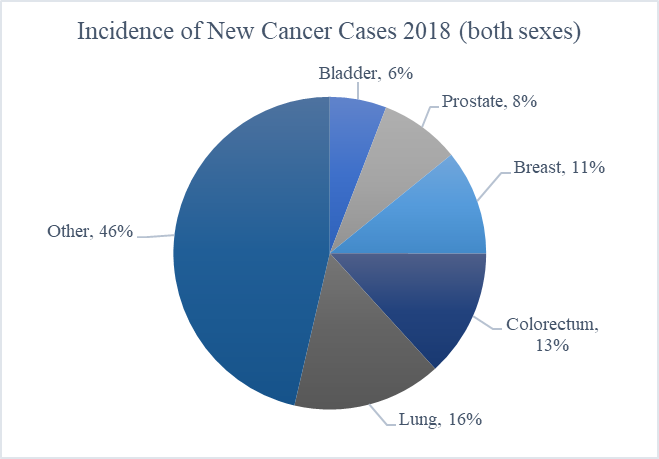 Incidence of New Cancer Cases 2018 (both sexes)
Bladder, 6%
Prostate, 8%
Breast, 11%
Other, 46%
Colorectum,
13%
Lung, 16%